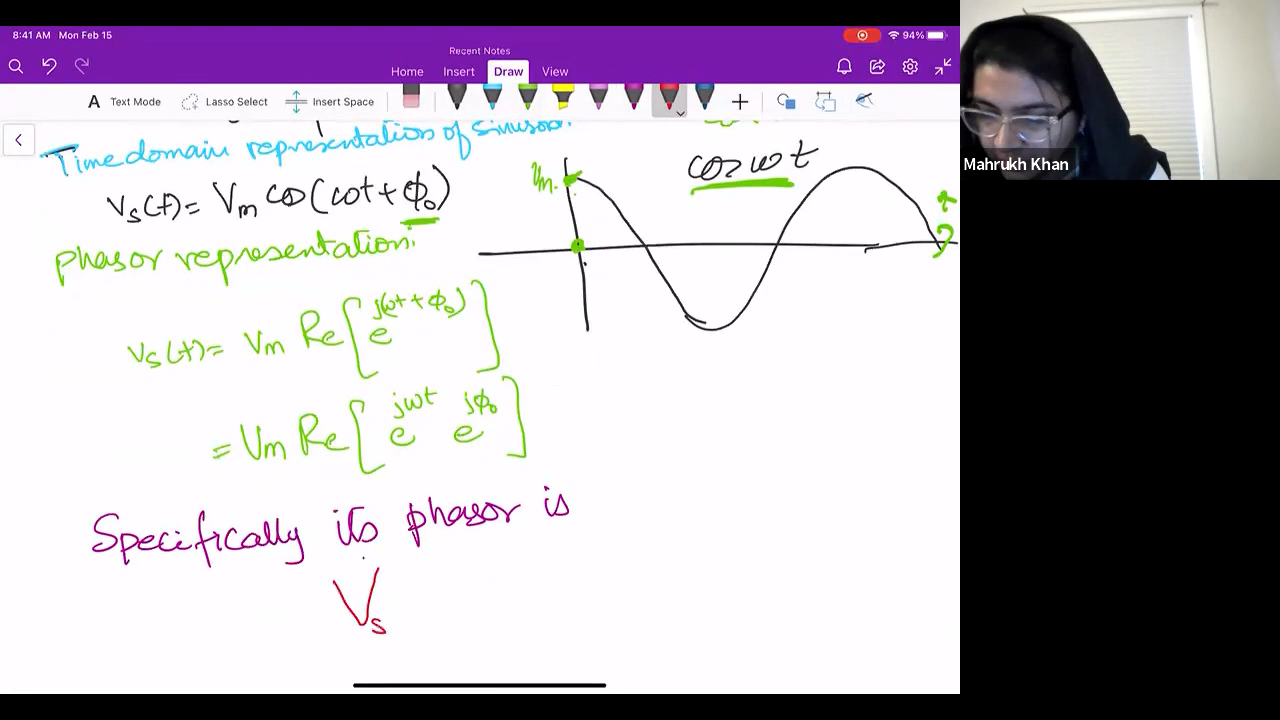 8:41 AM Mon Feb 15
94%
Recent Notes
Home Insert Draw View
Text Mode Lasso Select Insert Space
Time domain representation of sinusoid.
vs(t) = Vm cos(ωt + ϕ₀)
Vm.
cos ωt
phasor representation:
vs(t) = Vm Re[e^j(ωt + ϕ₀)]
= Vm Re[e^jωt e^jϕ₀]
Specifically its phasor is
Vs
Mahrukh Khan